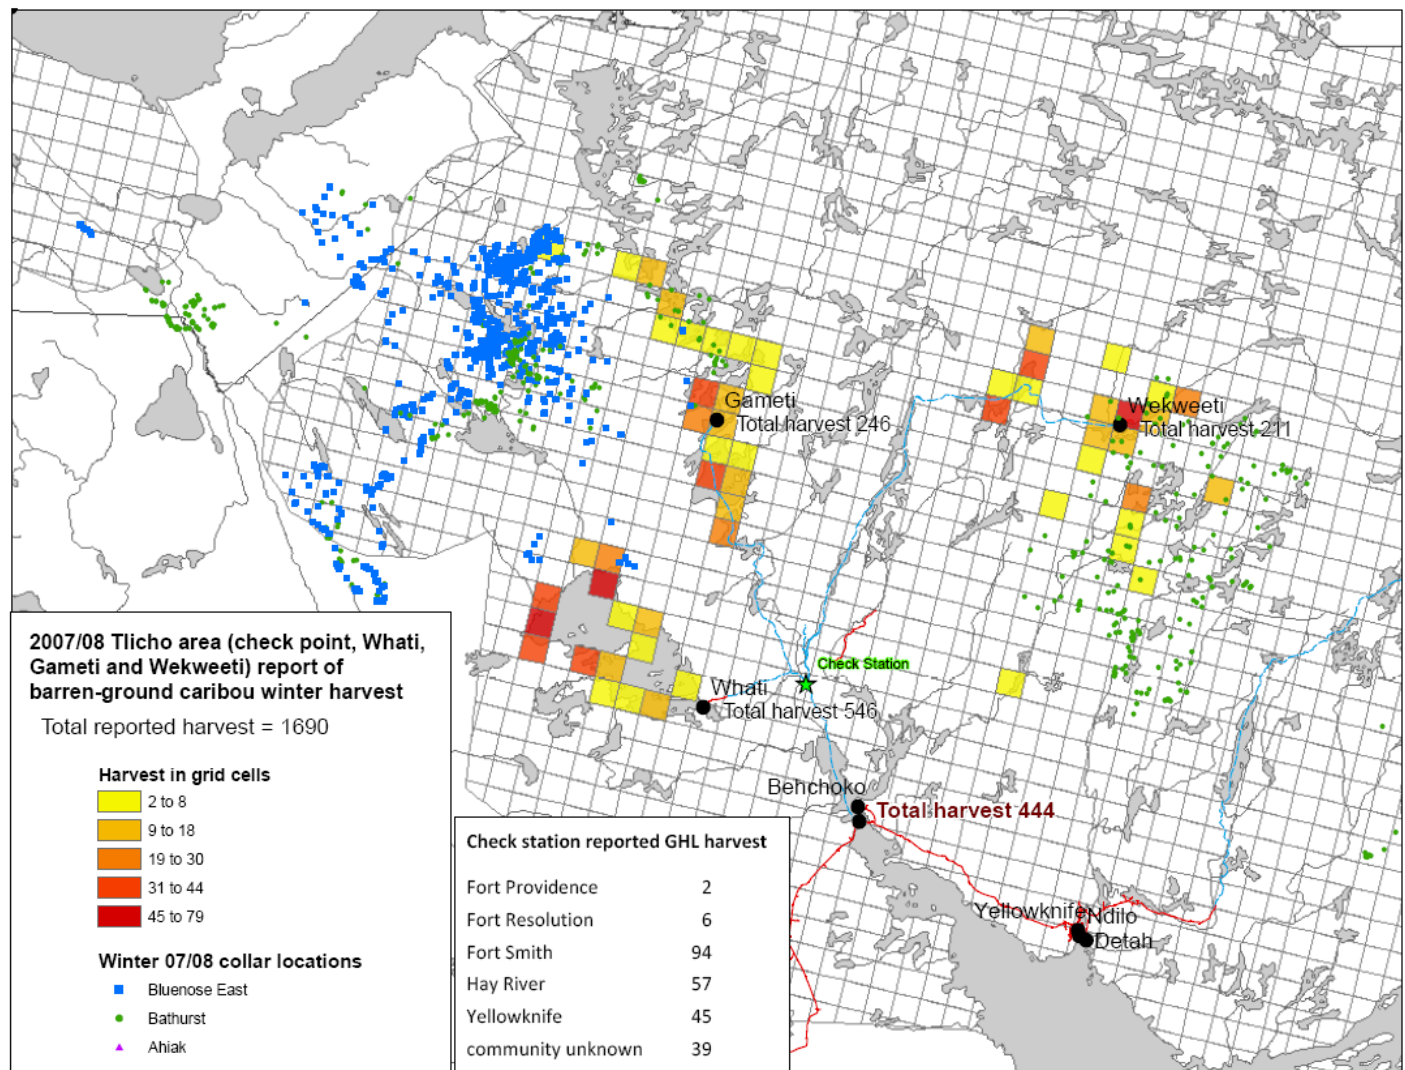 Gameti
Total harvest 246
Wekweeti
Total harvest 211
Check Station
Whati
Total harvest 546
Behchoko
Total harvest 444
Yellowknife
Ndilo
Detah
2007/08 Tlicho area (check point, Whati,
Gameti and Wekweeti) report of
barren-ground caribou winter harvest
Total reported harvest = 1690
Harvest in grid cells
2 to 8
9 to 18
19 to 30
31 to 44
45 to 79
Winter 07/08 collar locations
Bluenose East
Bathurst
Ahiak
Check station reported GHL harvest
Fort Providence 2
Fort Resolution 6
Fort Smith 94
Hay River 57
Yellowknife 45
community unknown 39